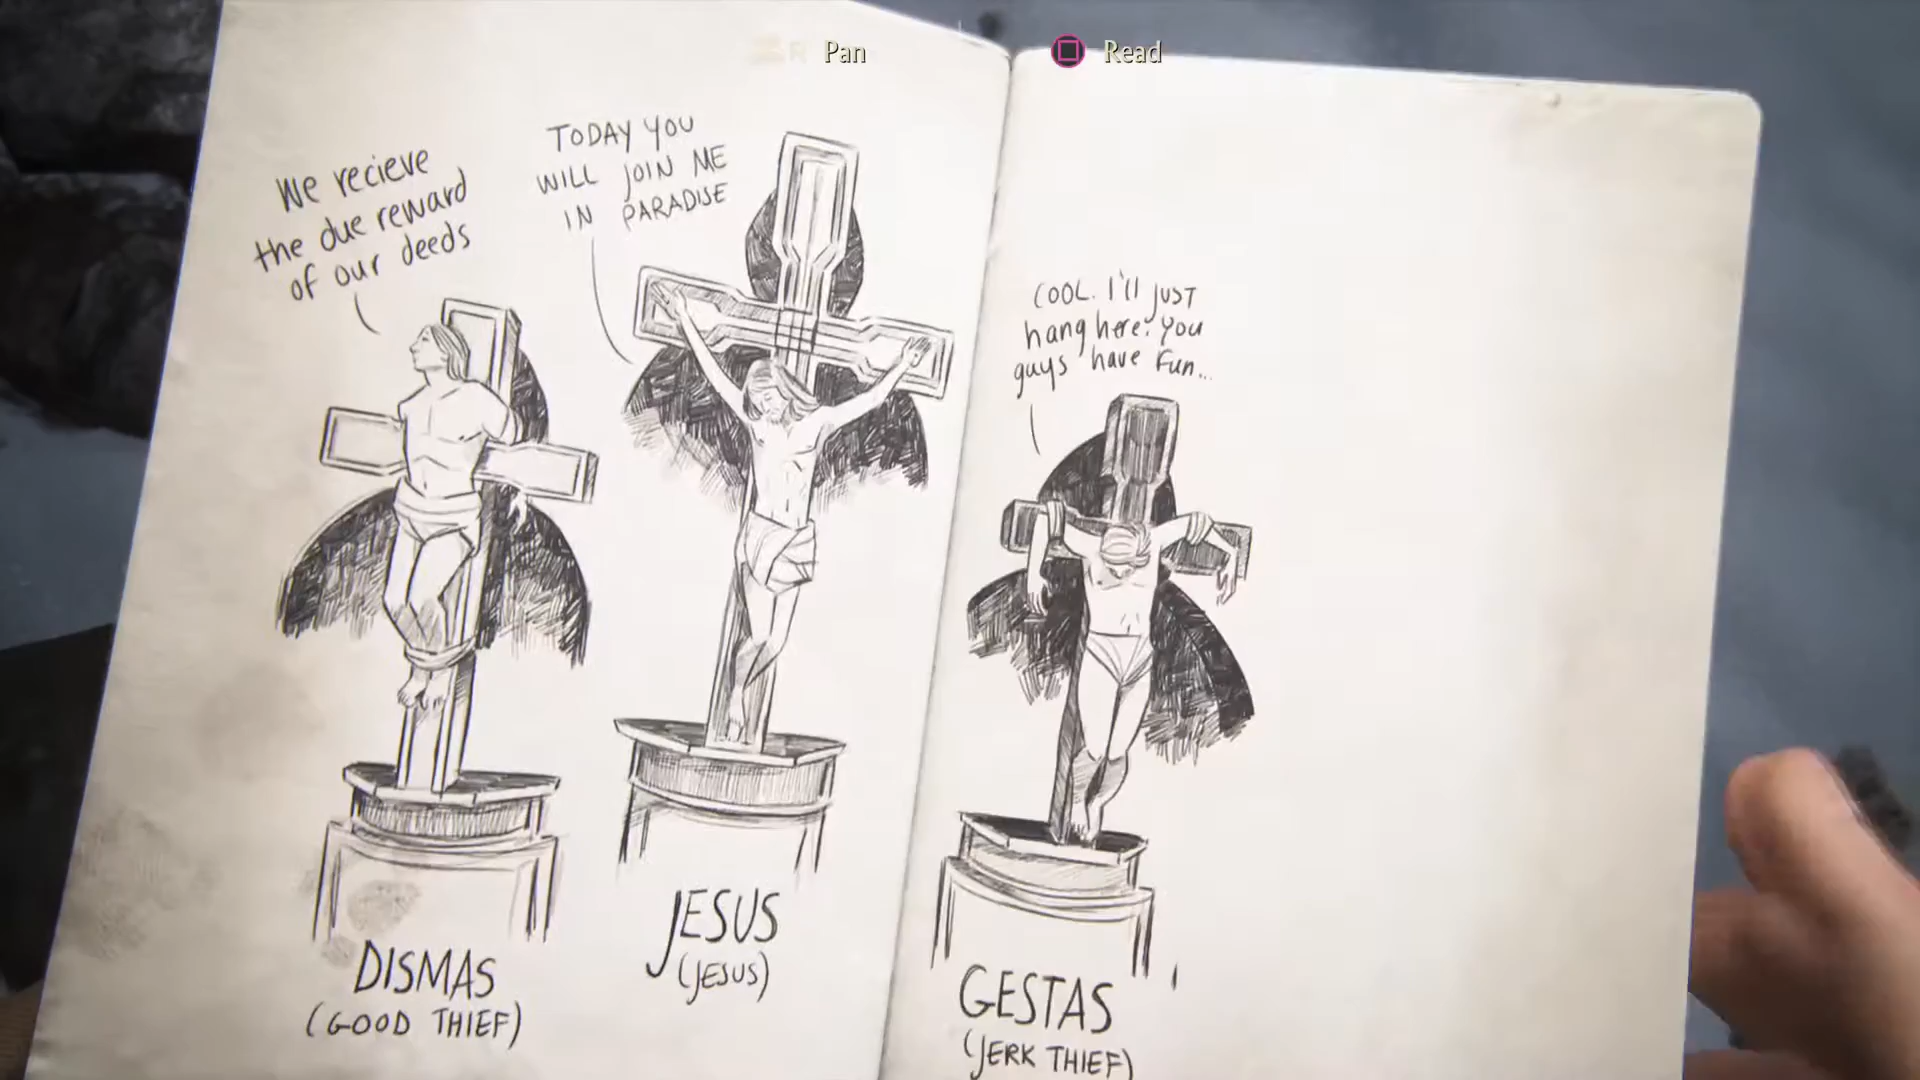 Pan
Read
We recieve
the due reward
of our deeds
TODAY YOU
WILL JOIN ME
IN PARADISE
COOL. I'll JUST
hang here. You
guys have fun...
DISMAS
(GOOD THIEF)
JESUS
(JESUS)
GESTAS
(JERK THIEF)